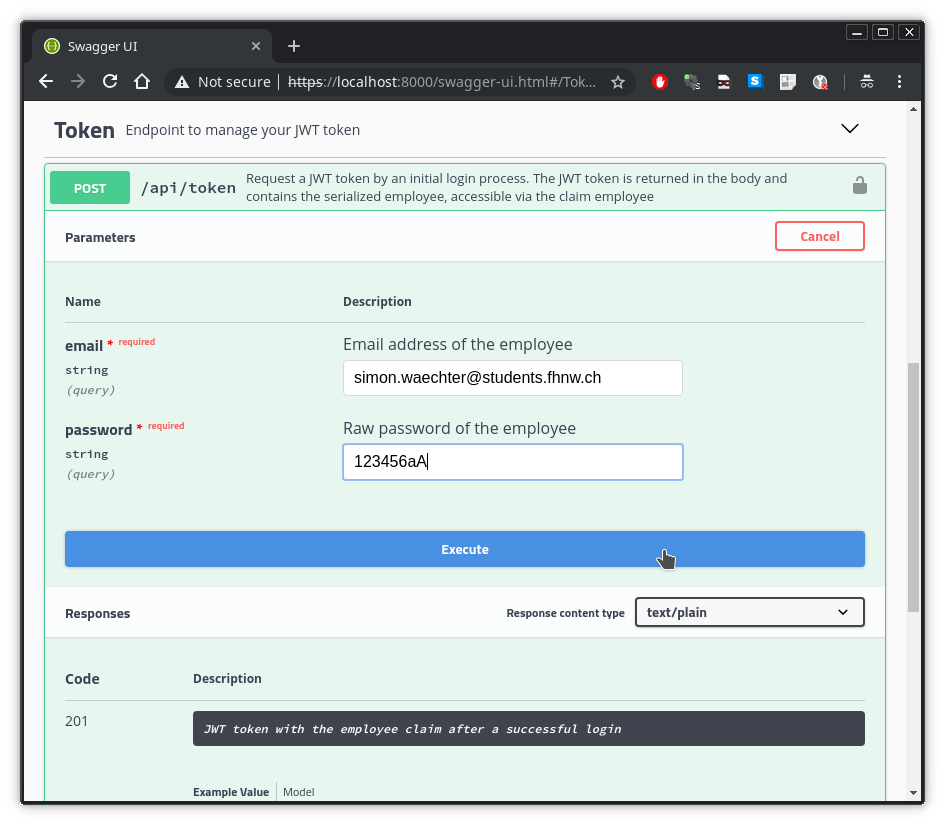 Swagger UI
Not secure https://localhost:8000/swagger-ui.html#/Tok...
Token Endpoint to manage your JWT token
POST /api/token Request a JWT token by an initial login process. The JWT token is returned in the body and
contains the serialized employee, accessible via the claim employee
Parameters Cancel
Name Description
email * required Email address of the employee
string simon.waechter@students.fhnw.ch
(query)
password * required Raw password of the employee
string 123456aA
(query)
Execute
Responses Response content type text/plain
Code Description
201 JWT token with the employee claim after a successful login
Example Value Model